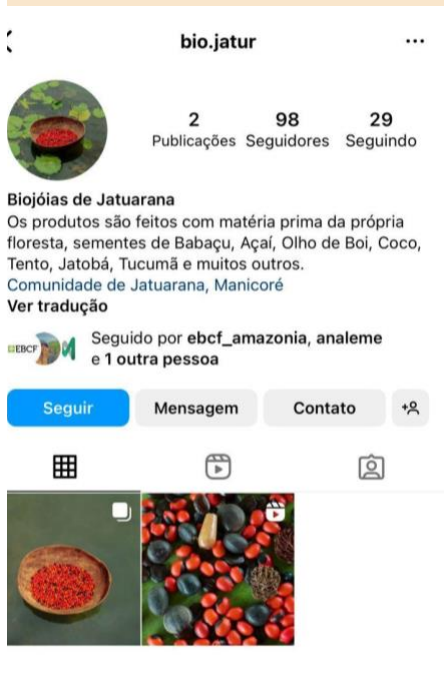 bio.jatur
2 98 29
Publicações Seguidores Seguindo
Biojóias de Jatuarana
Os produtos são feitos com matéria prima da própria
floresta, sementes de Babaçu, Açaí, Olho de Boi, Coco,
Tento, Jatobá, Tucumã e muitos outros.
Comunidade de Jatuarana, Manicoré
Ver tradução
EBCF
Seguido por ebcf_amazonia, analeme
e 1 outra pessoa
Seguir Mensagem Contato